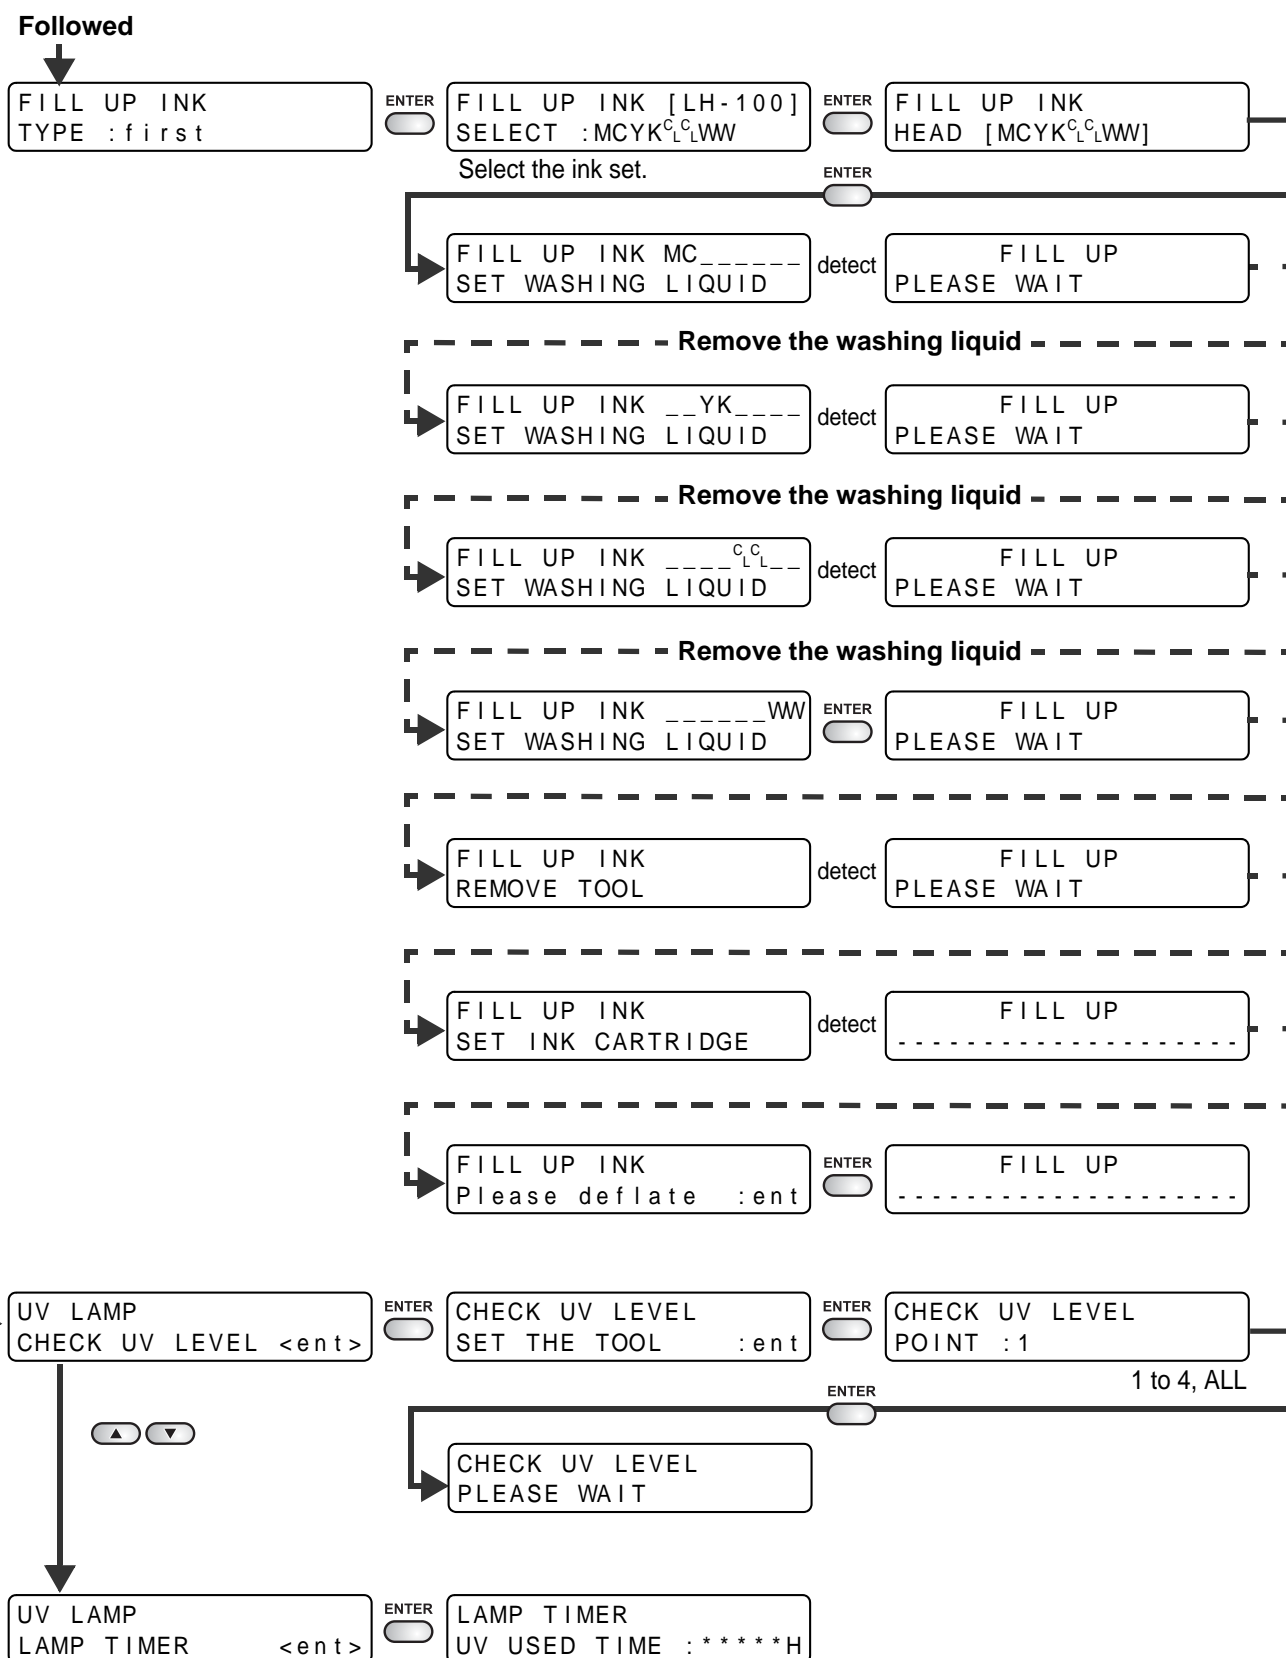 Followed
FILL UP INK
TYPE :first
ENTER
FILL UP INK [LH-100]
SELECT :MCYKCLCLWW
ENTER
FILL UP INK
HEAD [MCYKCLCLWW]
Select the ink set.
ENTER
FILL UP INK MC______
SET WASHING LIQUID
detect
FILL UP
PLEASE WAIT
Remove the washing liquid
FILL UP INK __YK____
SET WASHING LIQUID
detect
FILL UP
PLEASE WAIT
Remove the washing liquid
FILL UP INK ____CLCL__
SET WASHING LIQUID
detect
FILL UP
PLEASE WAIT
Remove the washing liquid
FILL UP INK ______WW
SET WASHING LIQUID
ENTER
FILL UP
PLEASE WAIT
FILL UP INK
REMOVE TOOL
detect
FILL UP
PLEASE WAIT
FILL UP INK
SET INK CARTRIDGE
detect
FILL UP
--------------------
FILL UP INK
Please deflate :ent
ENTER
FILL UP
--------------------
UV LAMP
CHECK UV LEVEL <ent>
ENTER
CHECK UV LEVEL
SET THE TOOL :ent
ENTER
CHECK UV LEVEL
POINT :1
1 to 4, ALL
ENTER
CHECK UV LEVEL
PLEASE WAIT
UV LAMP
LAMP TIMER <ent>
ENTER
LAMP TIMER
UV USED TIME :*****H